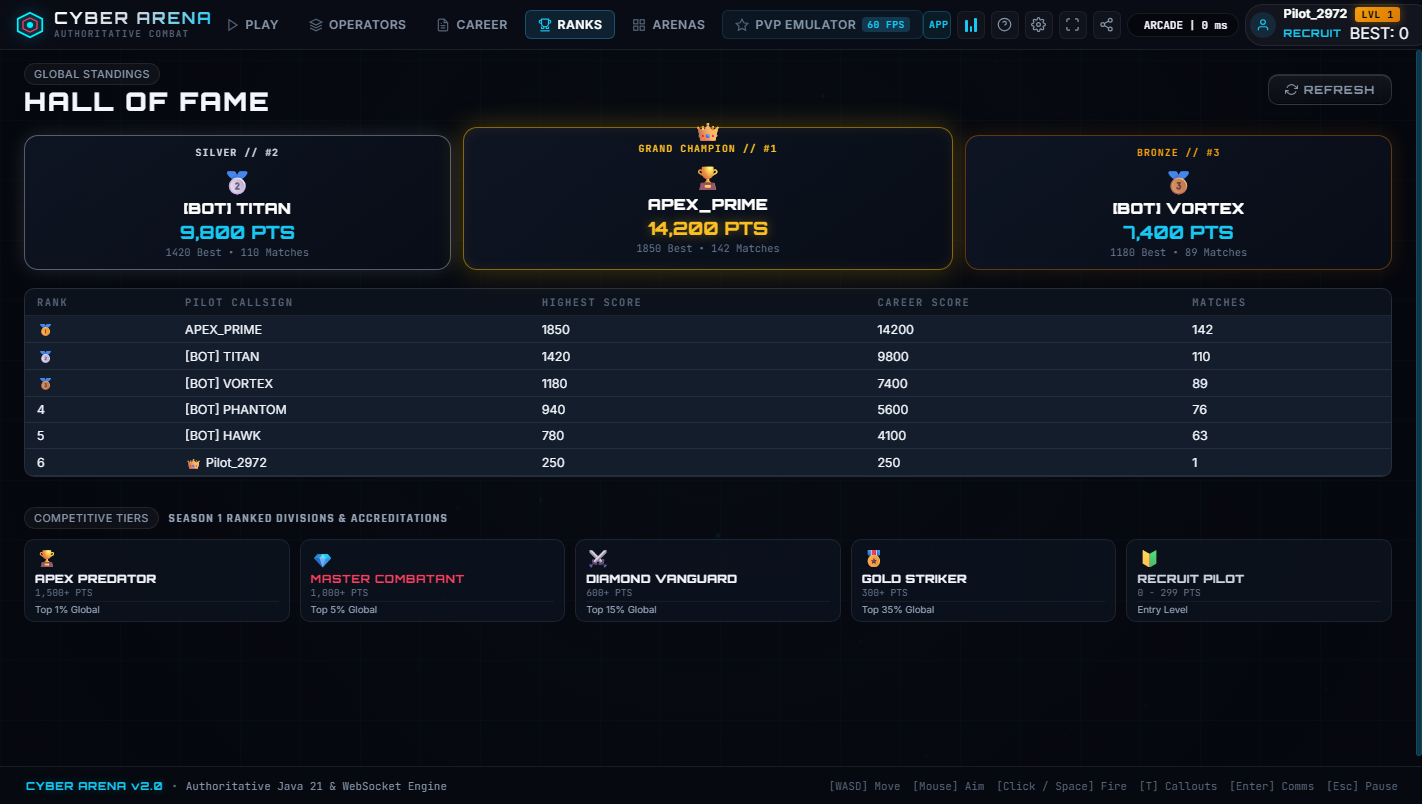 CYBER ARENA
AUTHORITATIVE COMBAT
PLAY
OPERATORS
CAREER
RANKS
ARENAS
PVP EMULATOR 60 FPS
APP
ARCADE | 0 ms
Pilot_2972 LVL 1
RECRUIT BEST: 0
GLOBAL STANDINGS
HALL OF FAME
REFRESH
SILVER // #2
2
[BOT] TITAN
9,800 PTS
1420 Best • 110 Matches
GRAND CHAMPION // #1
APEX_PRIME
14,200 PTS
1850 Best • 142 Matches
BRONZE // #3
3
[BOT] VORTEX
7,400 PTS
1180 Best • 89 Matches
RANK PILOT CALLSIGN HIGHEST SCORE CAREER SCORE MATCHES
APEX_PRIME 1850 14200 142
[BOT] TITAN 1420 9800 110
[BOT] VORTEX 1180 7400 89
4 [BOT] PHANTOM 940 5600 76
5 [BOT] HAWK 780 4100 63
6 Pilot_2972 250 250 1
COMPETITIVE TIERS SEASON 1 RANKED DIVISIONS & ACCREDITATIONS
APEX PREDATOR
1,500+ PTS
Top 1% Global
MASTER COMBATANT
1,000+ PTS
Top 5% Global
DIAMOND VANGUARD
600+ PTS
Top 15% Global
GOLD STRIKER
300+ PTS
Top 35% Global
RECRUIT PILOT
0 - 299 PTS
Entry Level
CYBER ARENA v2.0 · Authoritative Java 21 & WebSocket Engine
[WASD] Move [Mouse] Aim [Click / Space] Fire [T] Callouts [Enter] Comms [Esc] Pause